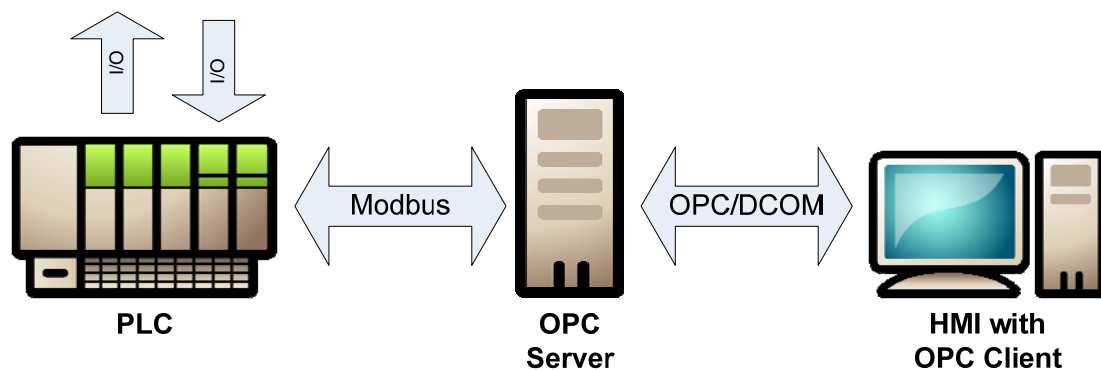 I/O
I/O
Modbus
OPC/DCOM
PLC
OPC
Server
HMI with
OPC Client